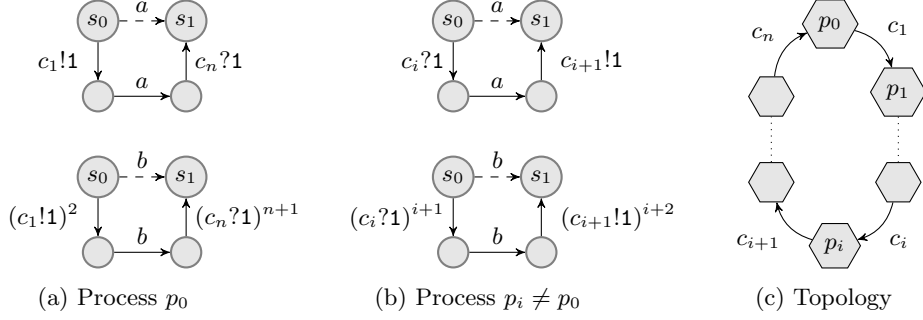 s₀ a s₁
c₁!1 cₙ?1
a
s₀ b s₁
(c₁!1)² (cₙ?1)ⁿ⁺¹
b
(a) Process p₀
s₀ a s₁
cᵢ?1 cᵢ₊₁!1
a
s₀ b s₁
(cᵢ?1)ⁱ⁺¹ (cᵢ₊₁!1)ⁱ⁺²
b
(b) Process pᵢ ≠ p₀
cₙ p₀ c₁
p₁
cᵢ₊₁ pᵢ cᵢ
(c) Topology